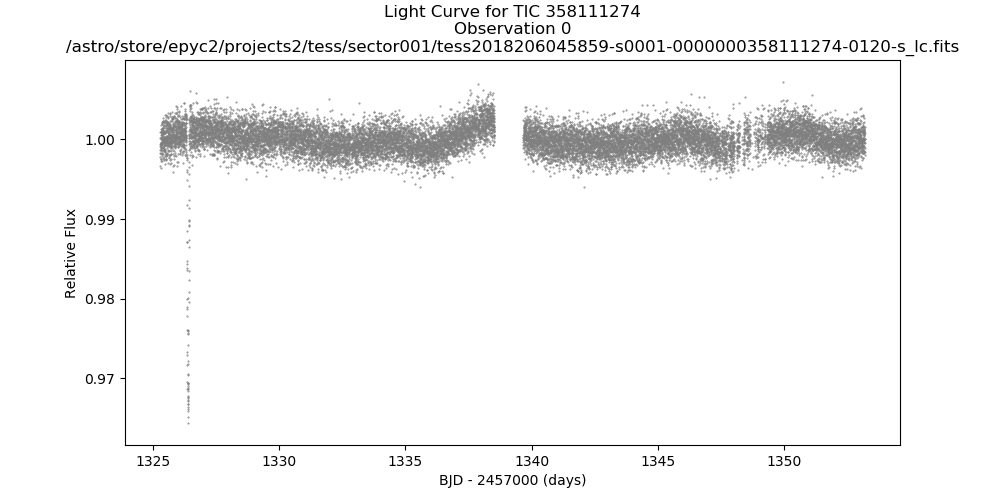 Light Curve for TIC 358111274
Observation 0
/astro/store/epyc2/projects2/tess/sector001/tess2018206045859-s0001-0000000358111274-0120-s_lc.fits
1.00
0.99
0.98
0.97
Relative Flux
1325 1330 1335 1340 1345 1350
BJD - 2457000 (days)